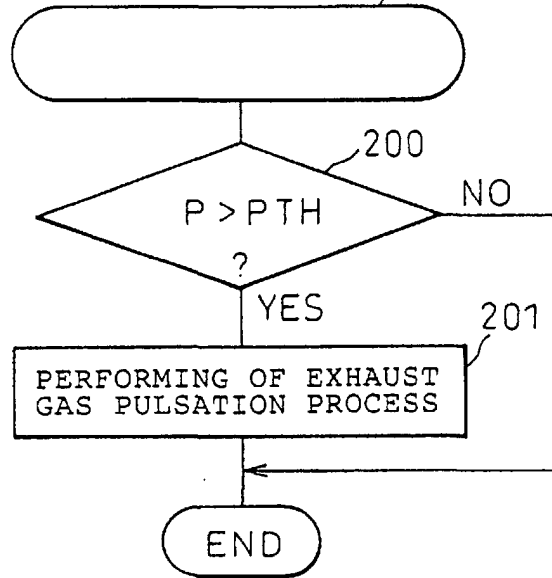 200
P > PTH
?
NO
YES
201
PERFORMING OF EXHAUST
GAS PULSATION PROCESS
END